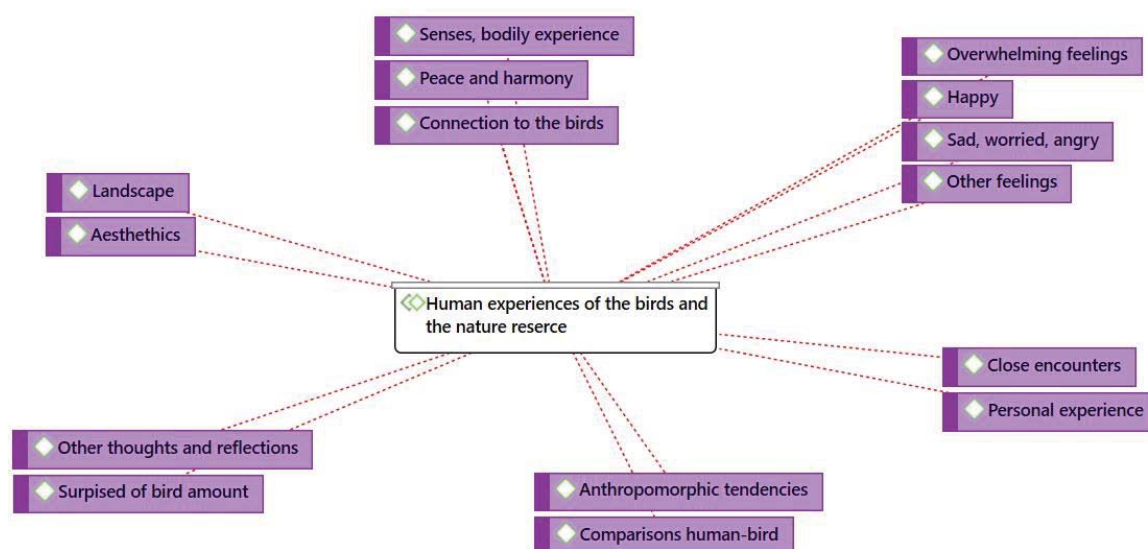 Senses, bodily experience
Peace and harmony
Connection to the birds
Overwhelming feelings
Happy
Sad, worried, angry
Other feelings
Landscape
Aesthethics
Human experiences of the birds and
the nature reserce
Close encounters
Personal experience
Other thoughts and reflections
Surpised of bird amount
Anthropomorphic tendencies
Comparisons human-bird